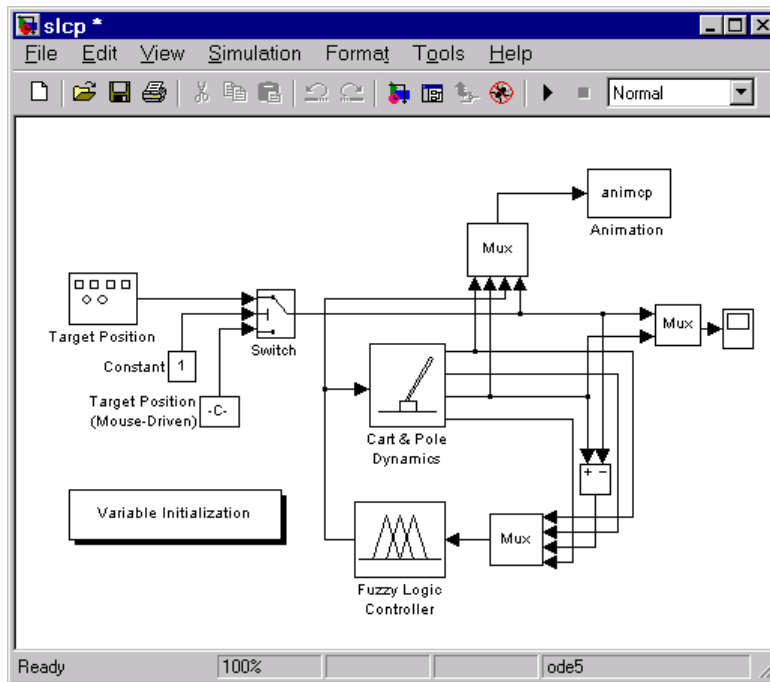 slcp *
File Edit View Simulation Format Tools Help
Normal
animcp
Animation
Mux
Target Position
Switch
Mux
Constant
1
Target Position
(Mouse-Driven)
-C-
Cart & Pole
Dynamics
+ −
Variable Initialization
Mux
Fuzzy Logic
Controller
Ready 100% ode5